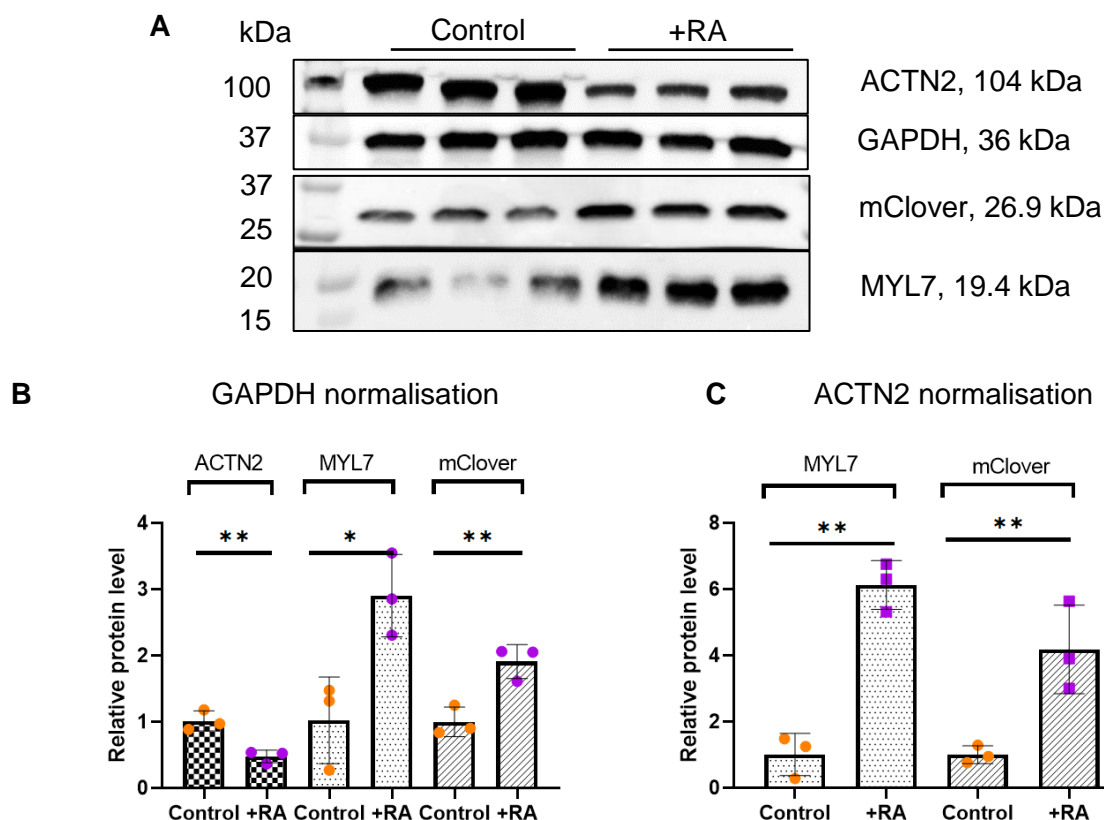 A
kDa
Control
+RA
100
ACTN2, 104 kDa
37
GAPDH, 36 kDa
37
25
mClover, 26.9 kDa
20
15
MYL7, 19.4 kDa
B
GAPDH normalisation
ACTN2
MYL7
mClover
**
*
**
Relative protein level
4
3
2
1
0
Control
+RA
Control
+RA
Control
+RA
C
ACTN2 normalisation
MYL7
mClover
**
**
Relative protein level
8
6
4
2
0
Control
+RA
Control
+RA